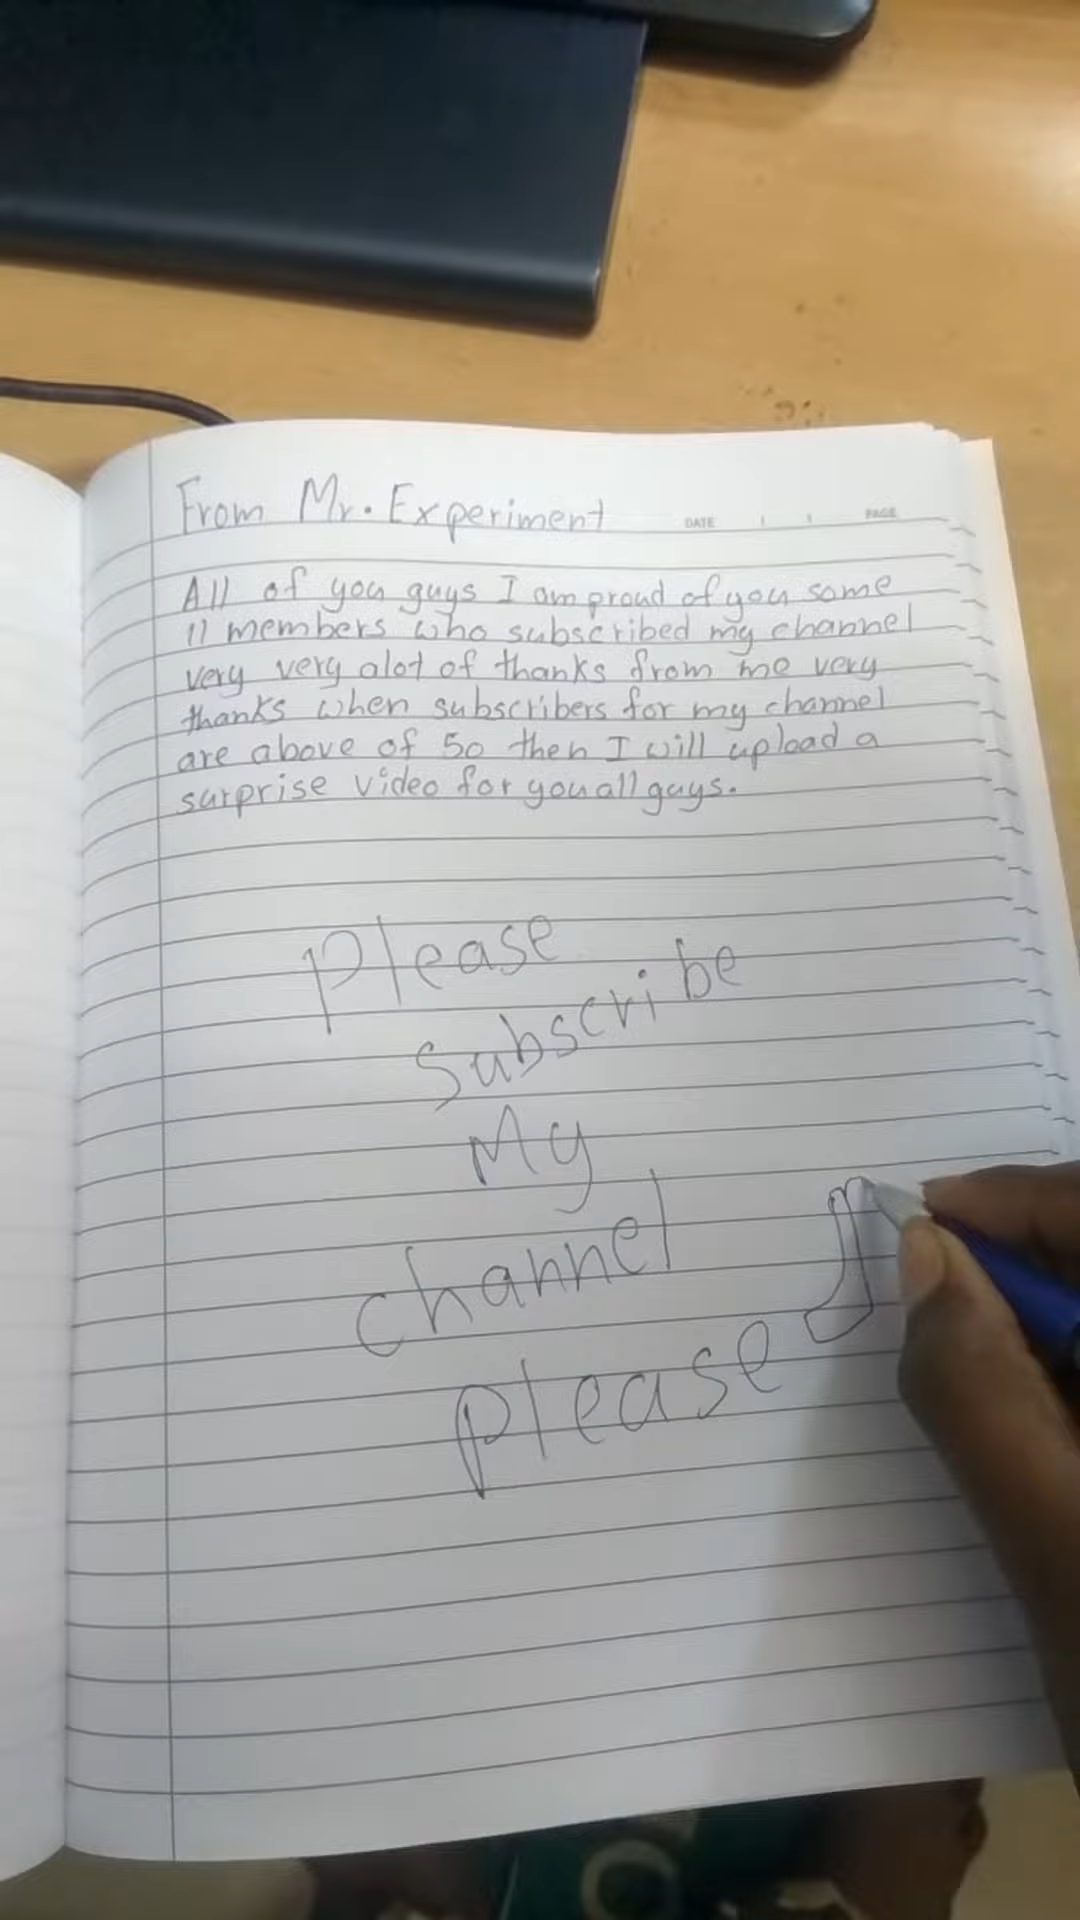 From Mr. Experiment
DATE / / PAGE
All of you guys I am proud of you some
11 members who subscribed my channel
very very alot of thanks from me very
thanks when subscribers for my channel
are above of 50 then I will upload a
surprise video for you all guys.
Please
Subscribe
My
channel
please